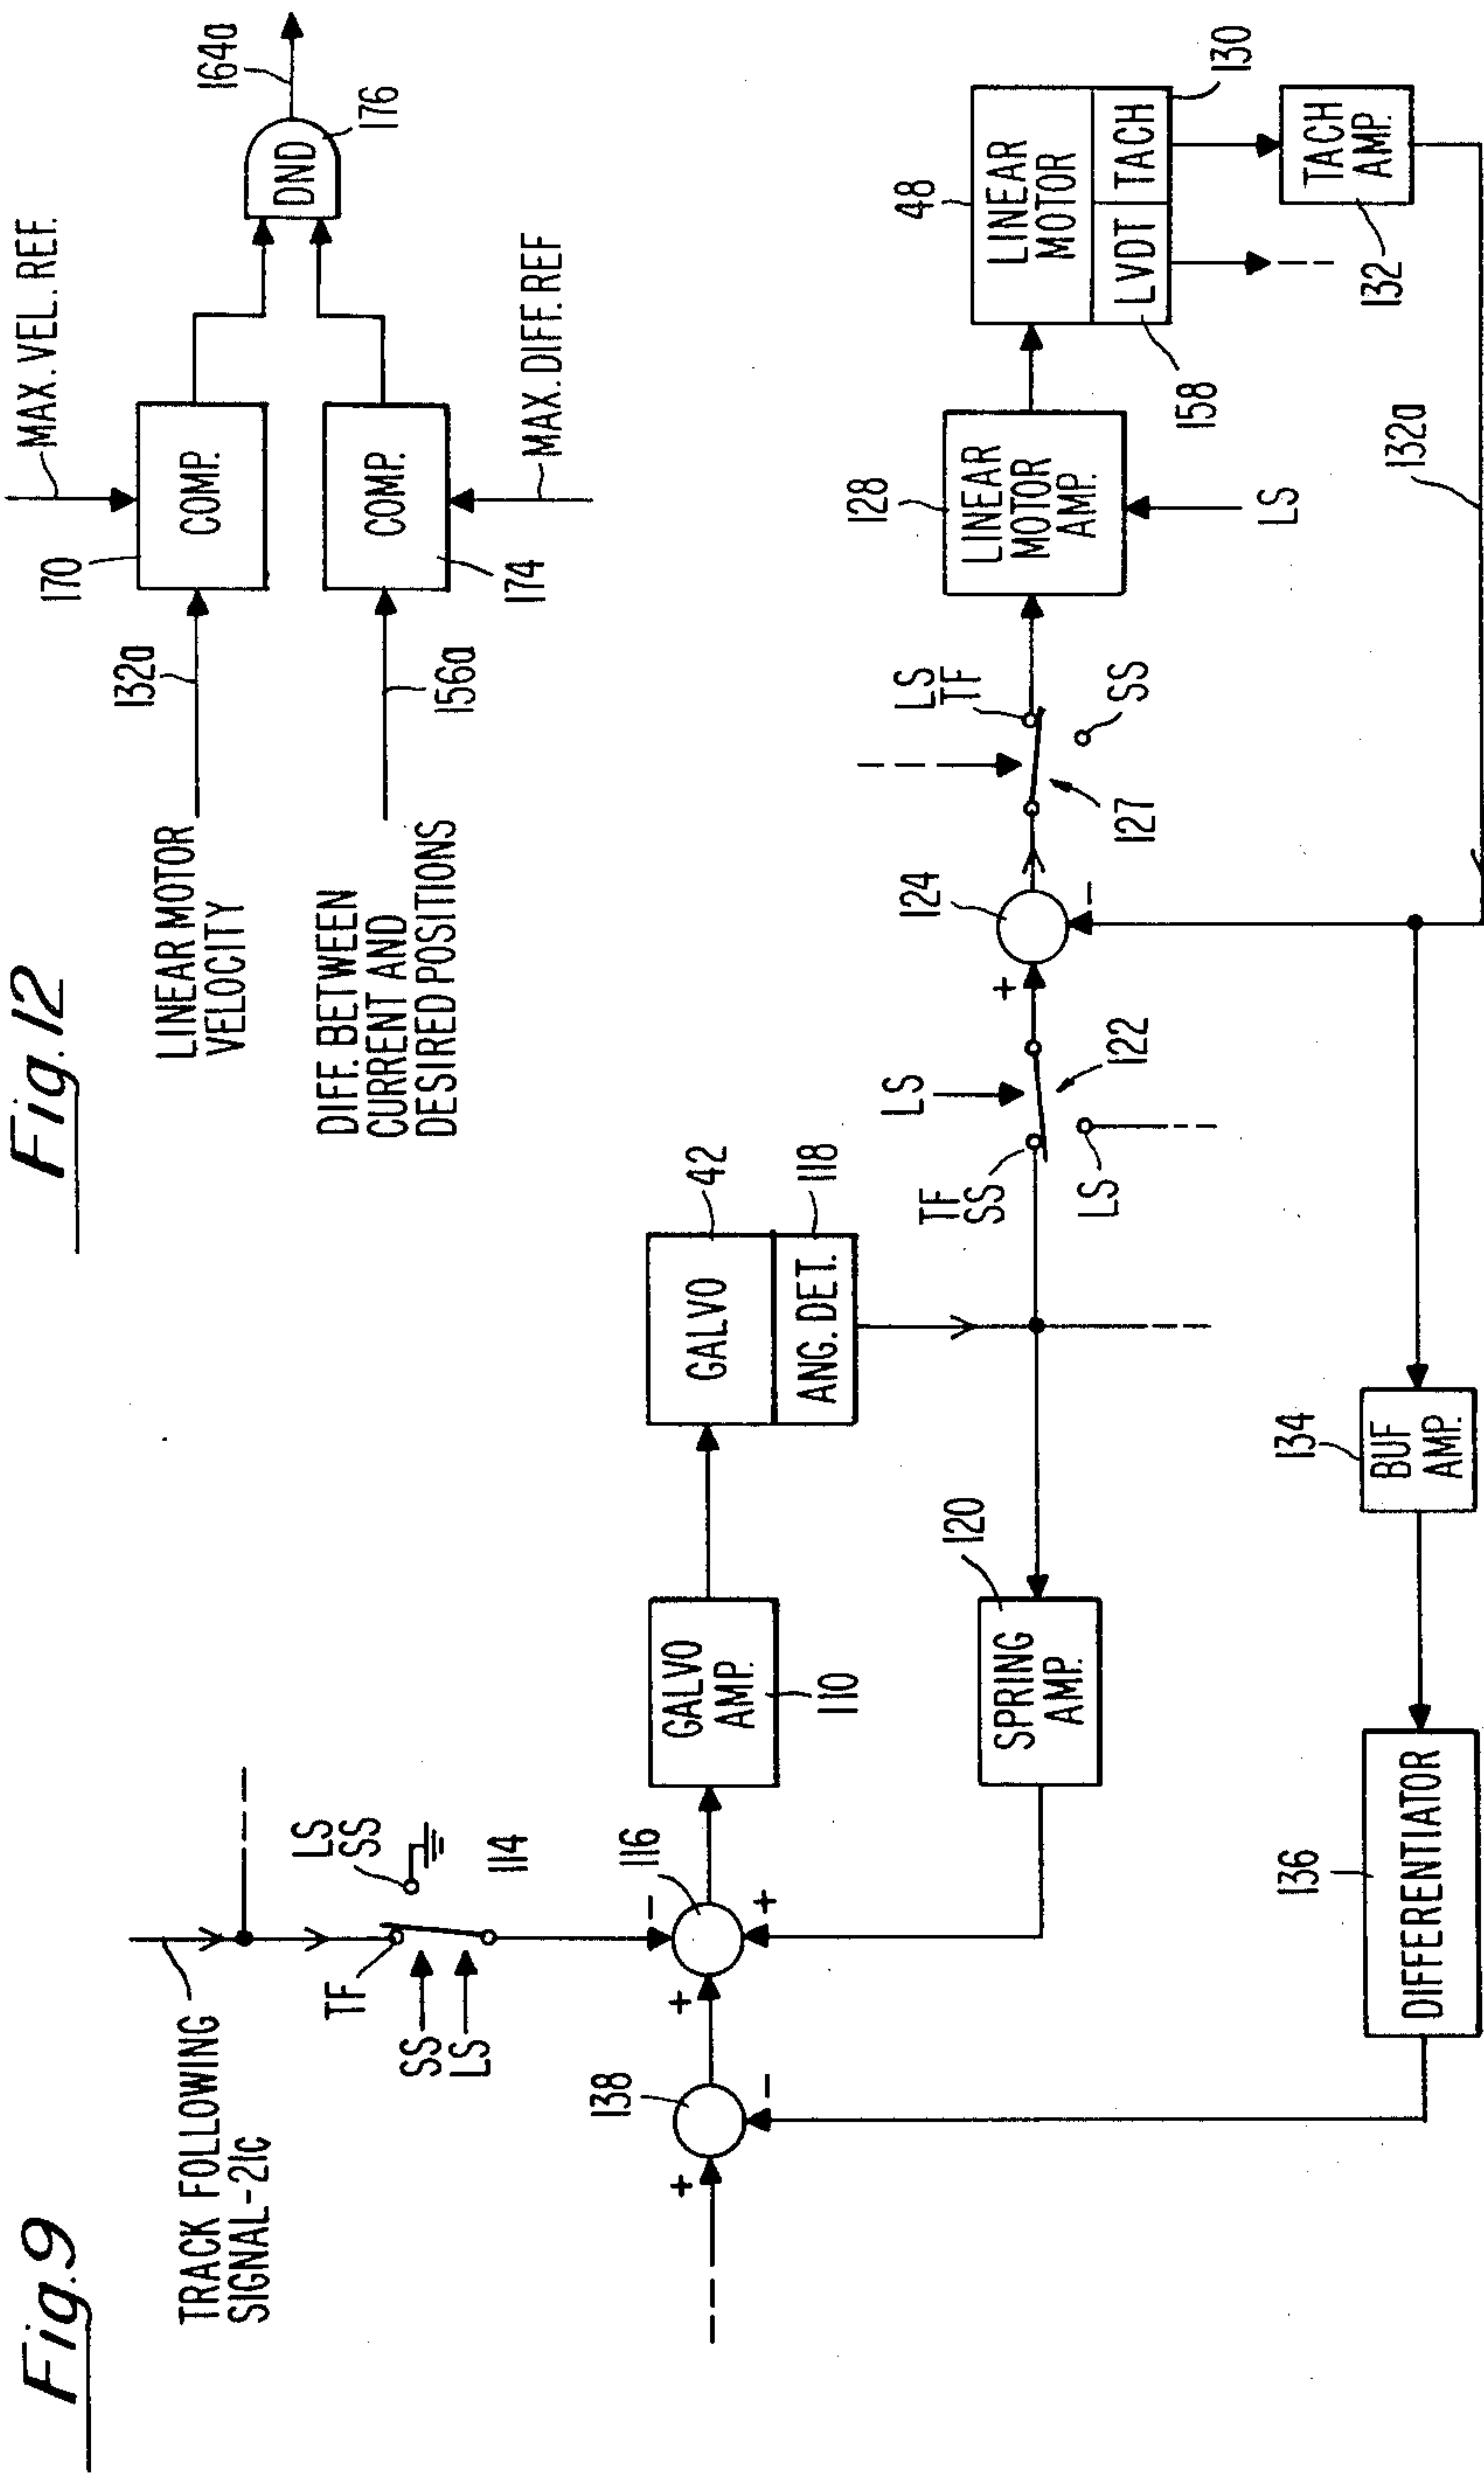 Fig. 12
MAX. VEL. REF.
170
COMP.
132a
LINEAR MOTOR
VELOCITY
COMP.
174
156a
MAX. DIFF. REF
DIFF. BETWEEN
CURRENT AND
DESIRED POSITIONS
DND
176
164a
Fig. 9
TRACK FOLLOWING
SIGNAL-21c
TF
LS
SS
114
SS
LS
138
+
-
116
-
+
+
GALVO
AMP.
110
GALVO
42
ANG. DET.
118
SPRING
AMP.
120
TF
SS
LS
LS
122
124
+
-
LS
TF
SS
127
128
LINEAR
MOTOR
AMP.
LS
48
LINEAR
MOTOR
LVDT
TACH
158
130
TACH
AMP.
132
132a
134
BUF
AMP.
136
DIFFERENTIATOR